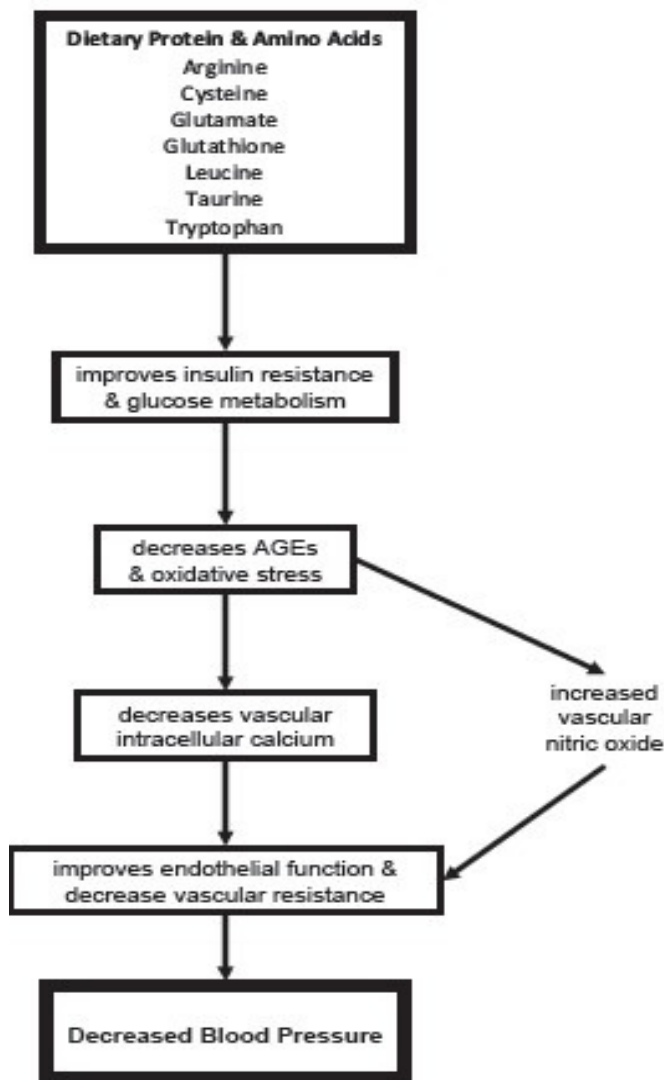 Dietary Protein & Amino Acids
Arginine
Cysteine
Glutamate
Glutathione
Leucine
Taurine
Tryptophan
improves insulin resistance
& glucose metabolism
decreases AGEs
& oxidative stress
decreases vascular
intracellular calcium
increased
vascular
nitric oxide
improves endothelial function &
decrease vascular resistance
Decreased Blood Pressure